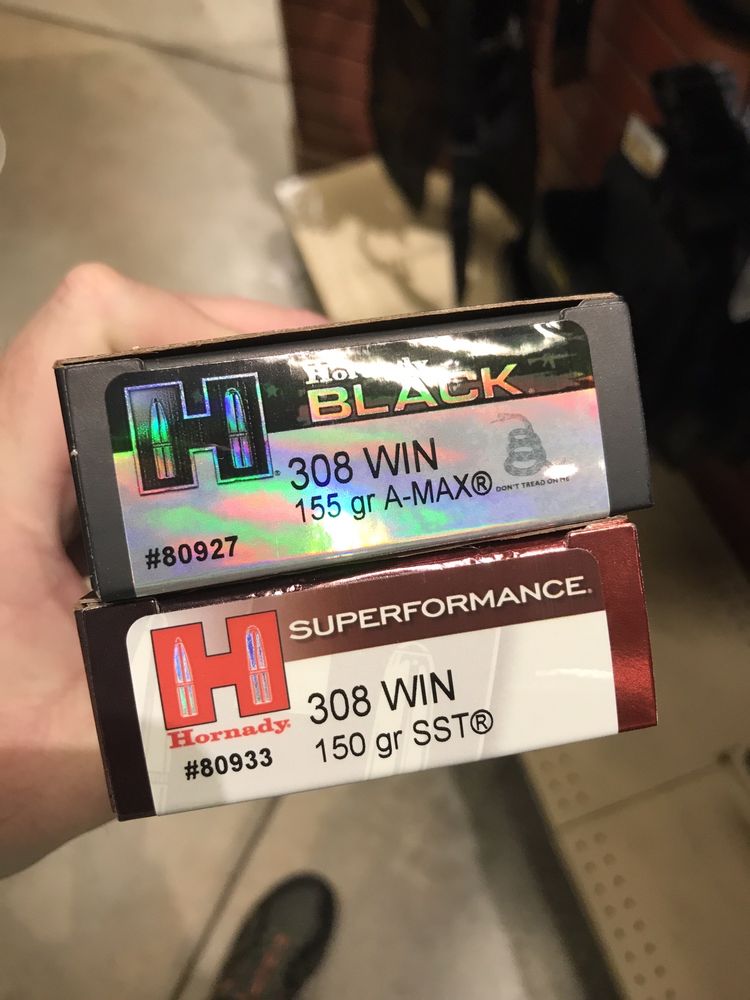 Hornady
BLACK
308 WIN
155 gr A-MAX®
DON'T TREAD ON ME
#80927
SUPERFORMANCE®
308 WIN
150 gr SST®
Hornady®
#80933